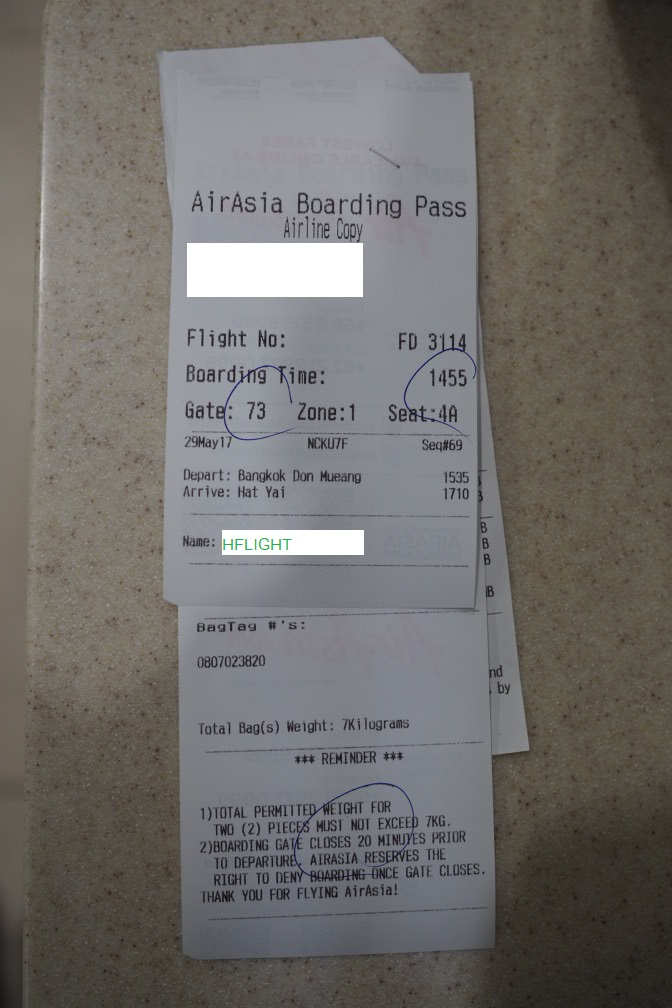 AirAsia Boarding Pass
Airline Copy
Flight No: FD 3114
Boarding Time: 1455
Gate: 73 Zone:1 Seat:4A
29May17 NCKU7F Seq#69
Depart: Bangkok Don Mueang 1535
Arrive: Hat Yai 1710
Name: HFLIGHT
BagTag #'s:
0807023820
Total Bag(s) Weight: 7Kilograms
*** REMINDER ***
1)TOTAL PERMITTED WEIGHT FOR
TWO (2) PIECES MUST NOT EXCEED 7KG.
2)BOARDING GATE CLOSES 20 MINUTES PRIOR
TO DEPARTURE. AIRASIA RESERVES THE
RIGHT TO DENY BOARDING ONCE GATE CLOSES.
THANK YOU FOR FLYING AirAsia!
B
B
B
B
by